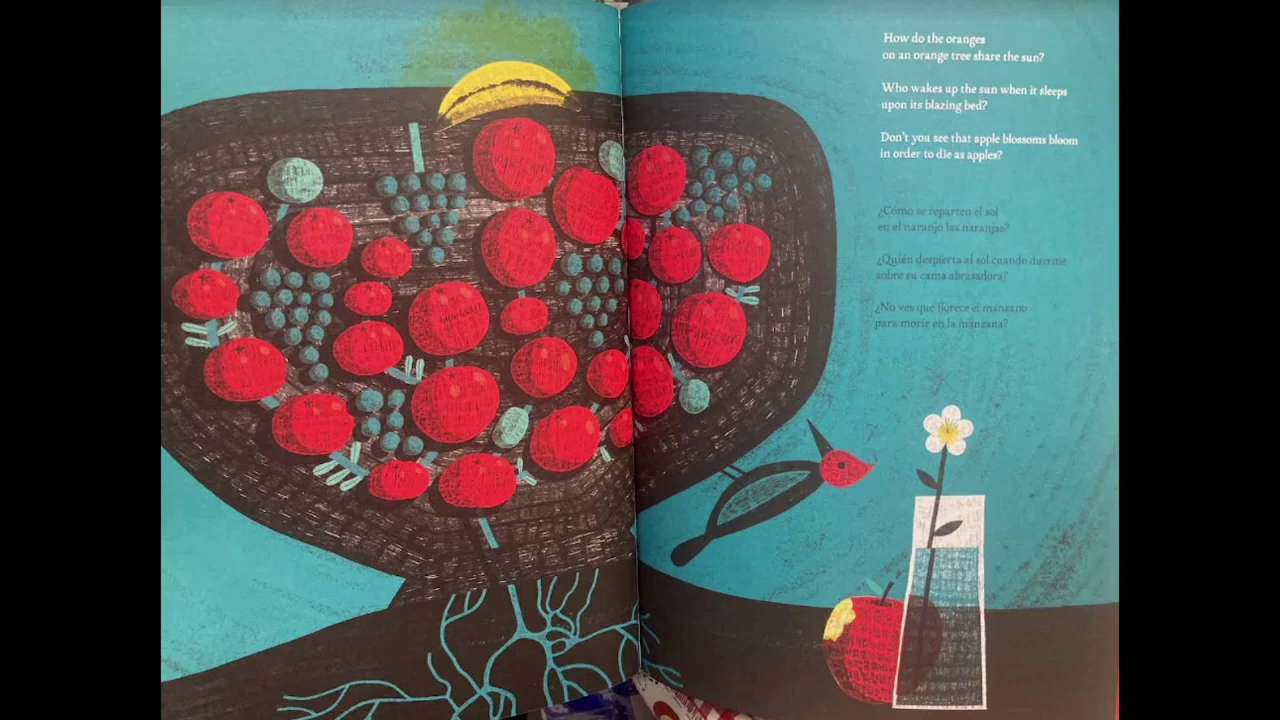 How do the oranges
on an orange tree share the sun?
Who wakes up the sun when it sleeps
upon its blazing bed?
Don't you see that apple blossoms bloom
in order to die as apples?
¿Cómo se reparten el sol
en el naranjo las naranjas?
¿Quién despierta al sol cuando duerme
sobre su cama abrasadora?
¿No ves que florece el manzano
para morir en la manzana?